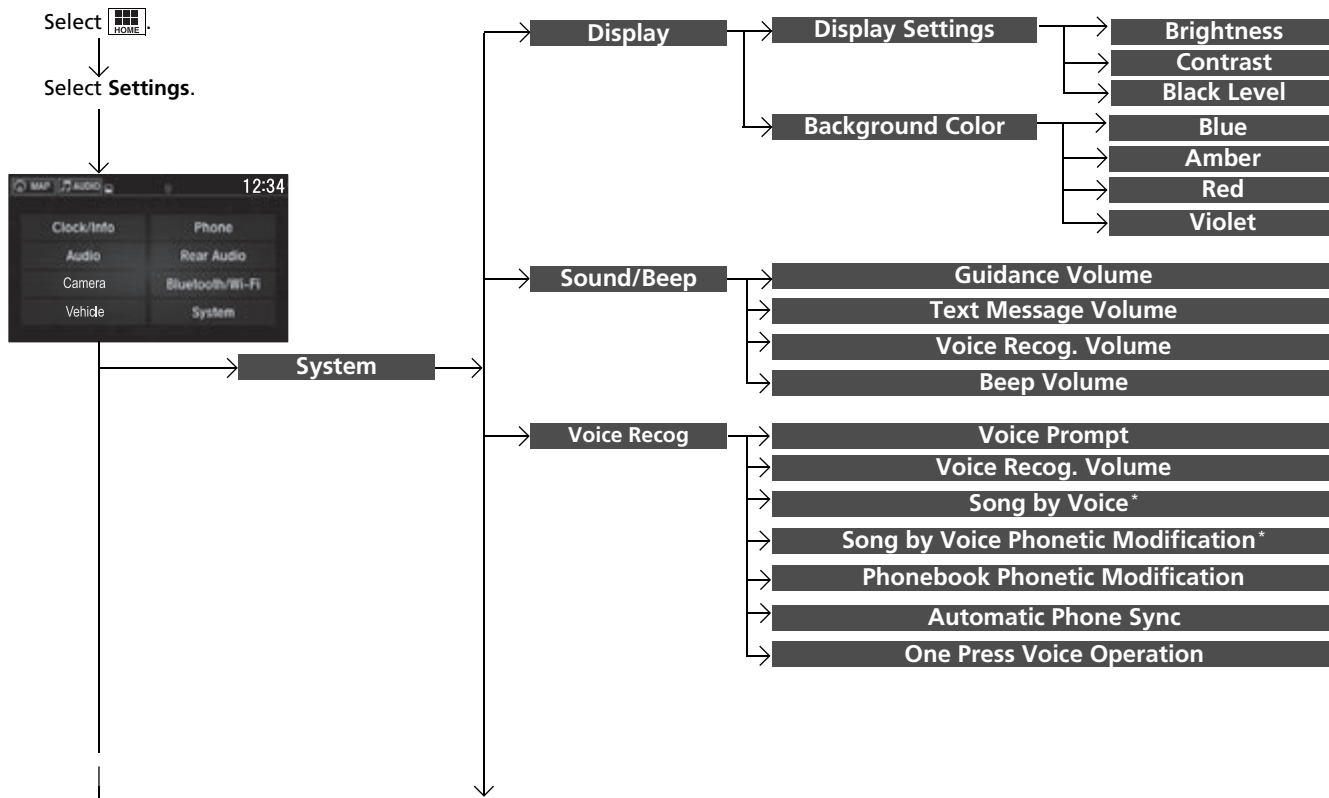 Select HOME.
Select Settings.
MAP AUDIO 12:34
Clock/Info Phone
Audio Rear Audio
Camera Bluetooth/Wi-Fi
Vehicle System
System
Display
Display Settings
Brightness
Contrast
Black Level
Background Color
Blue
Amber
Red
Violet
Sound/Beep
Guidance Volume
Text Message Volume
Voice Recog. Volume
Beep Volume
Voice Recog
Voice Prompt
Voice Recog. Volume
Song by Voice*
Song by Voice Phonetic Modification*
Phonebook Phonetic Modification
Automatic Phone Sync
One Press Voice Operation